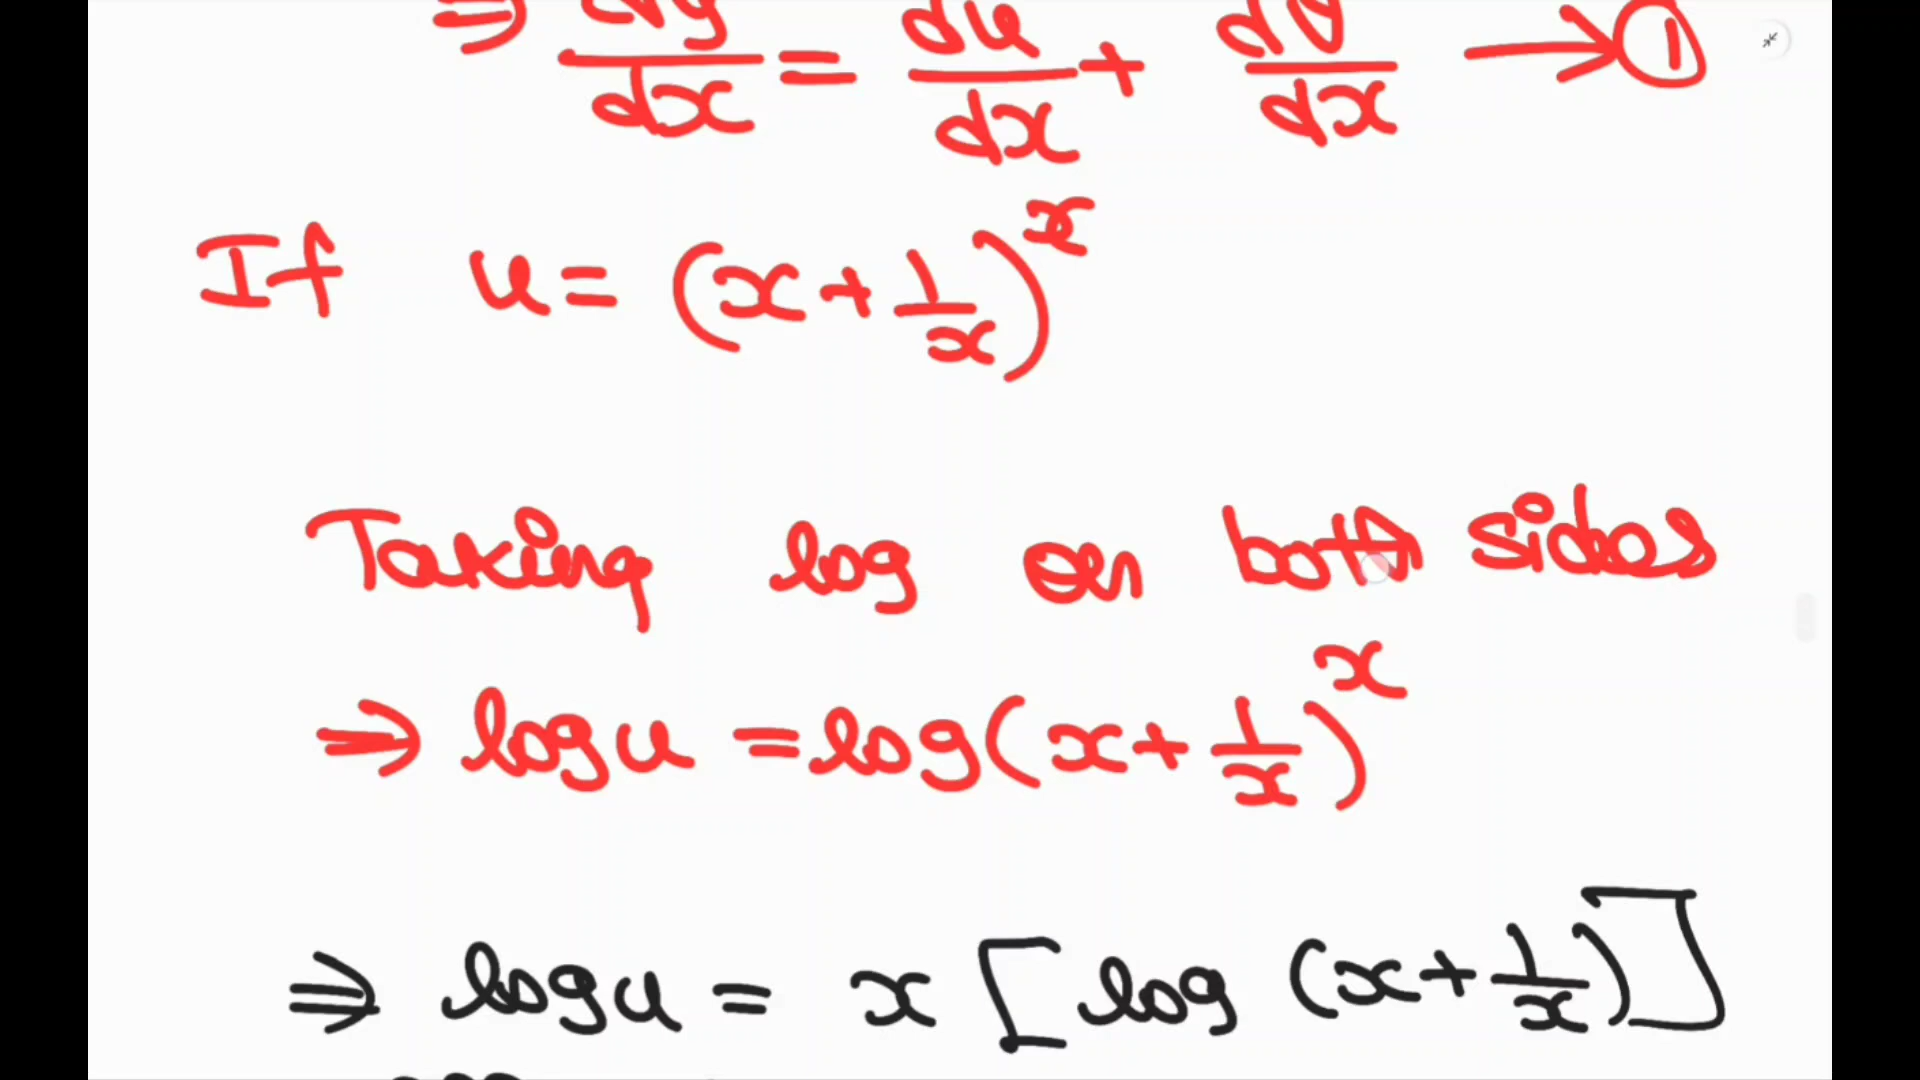 ⇒ dy/dx = du/dx + dv/dx → ①
If u = (x + 1/x)^x
Taking log on both sides
⇒ log u = log (x + 1/x)^x
⇒ log u = x [log (x + 1/x)]